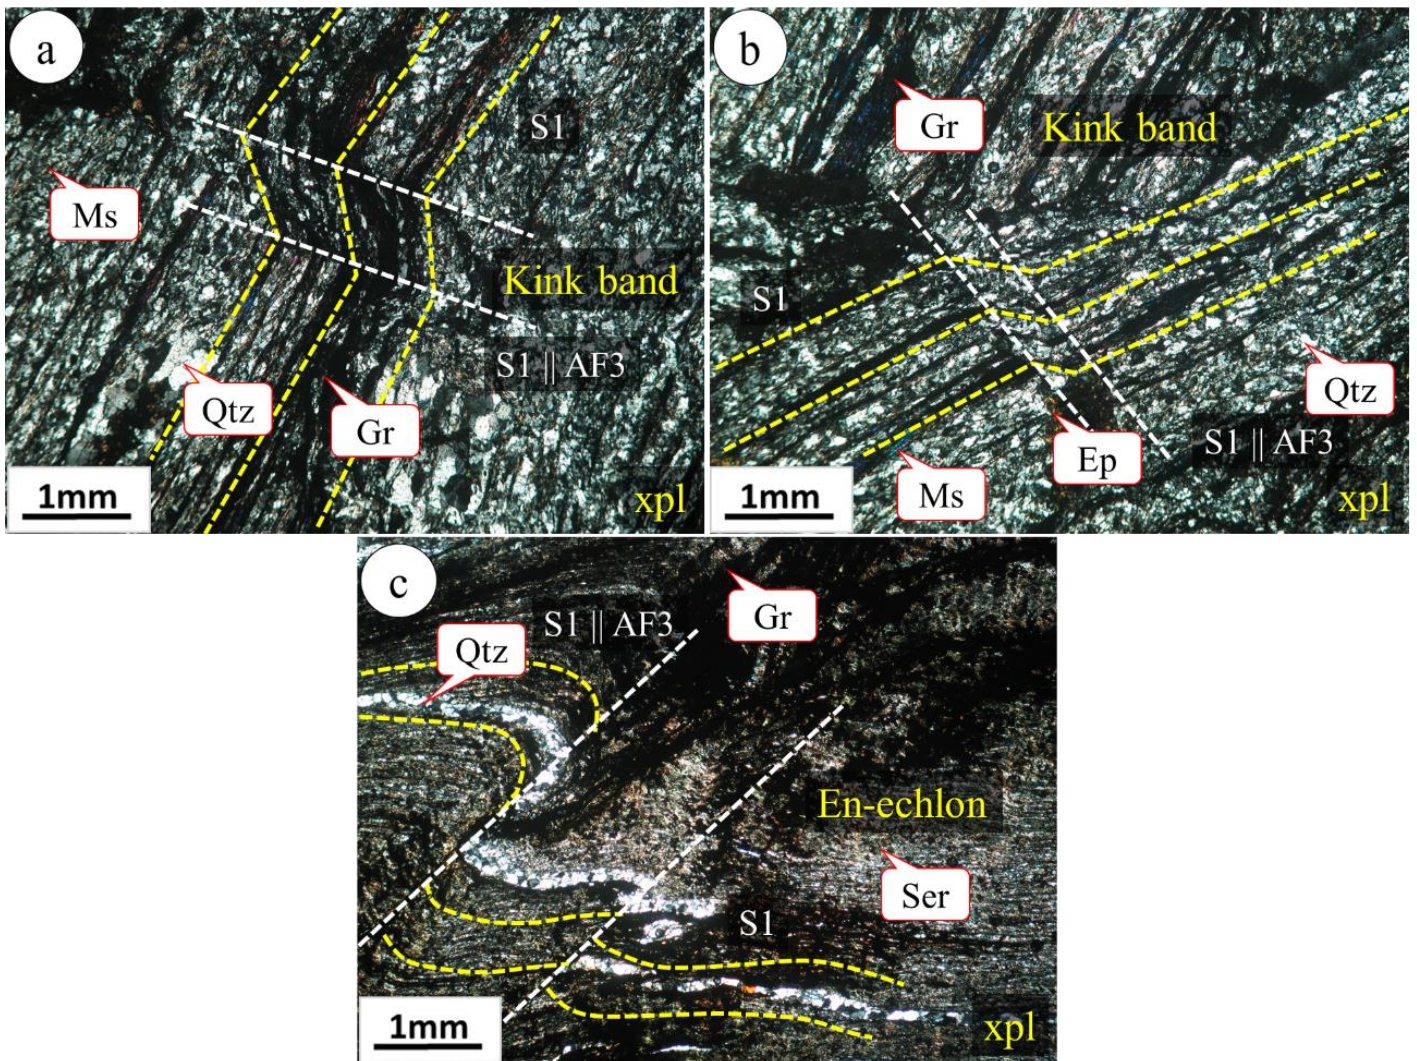 a
S1
Ms
Kink band
S1 || AF3
Qtz
Gr
1mm
xpl
b
Gr
Kink band
S1
Qtz
S1 || AF3
Ep
Ms
1mm
xpl
c
S1 || AF3
Gr
Qtz
En-echlon
Ser
S1
1mm
xpl